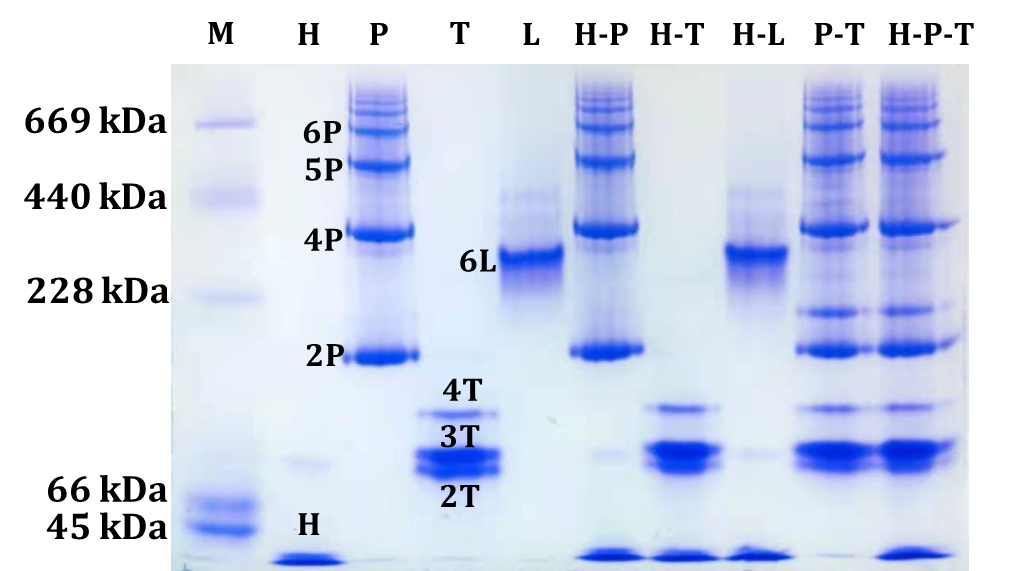 M H P T L H-P H-T H-L P-T H-P-T
669 kDa
6P
5P
440 kDa
4P
6L
228 kDa
2P
4T
3T
66 kDa
2T
45 kDa
H